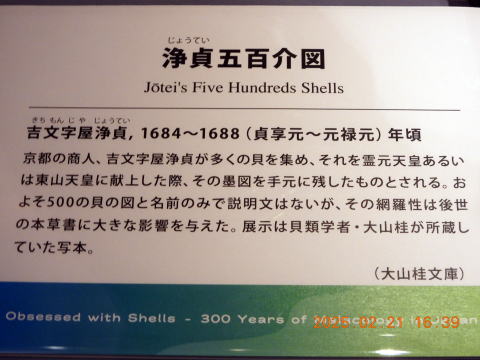 じょうてい
浄貞五百介図
Jōtei's Five Hundreds Shells
きち もん じ や じょうてい
吉文字屋浄貞, 1684～1688（貞享元～元禄元）年頃
京都の商人、吉文字屋浄貞が多くの貝を集め、それを霊元天皇あるい
は東山天皇に献上した際、その墨図を手元に残したものとされる。お
よそ500の貝の図と名前のみで説明文はないが、その網羅性は後世
の本草書に大きな影響を与えた。展示は貝類学者・大山桂が所蔵し
ていた写本。
（大山桂文庫）
Obsessed with Shells - 300 Years of Malacology in Japan
02.21 16:39